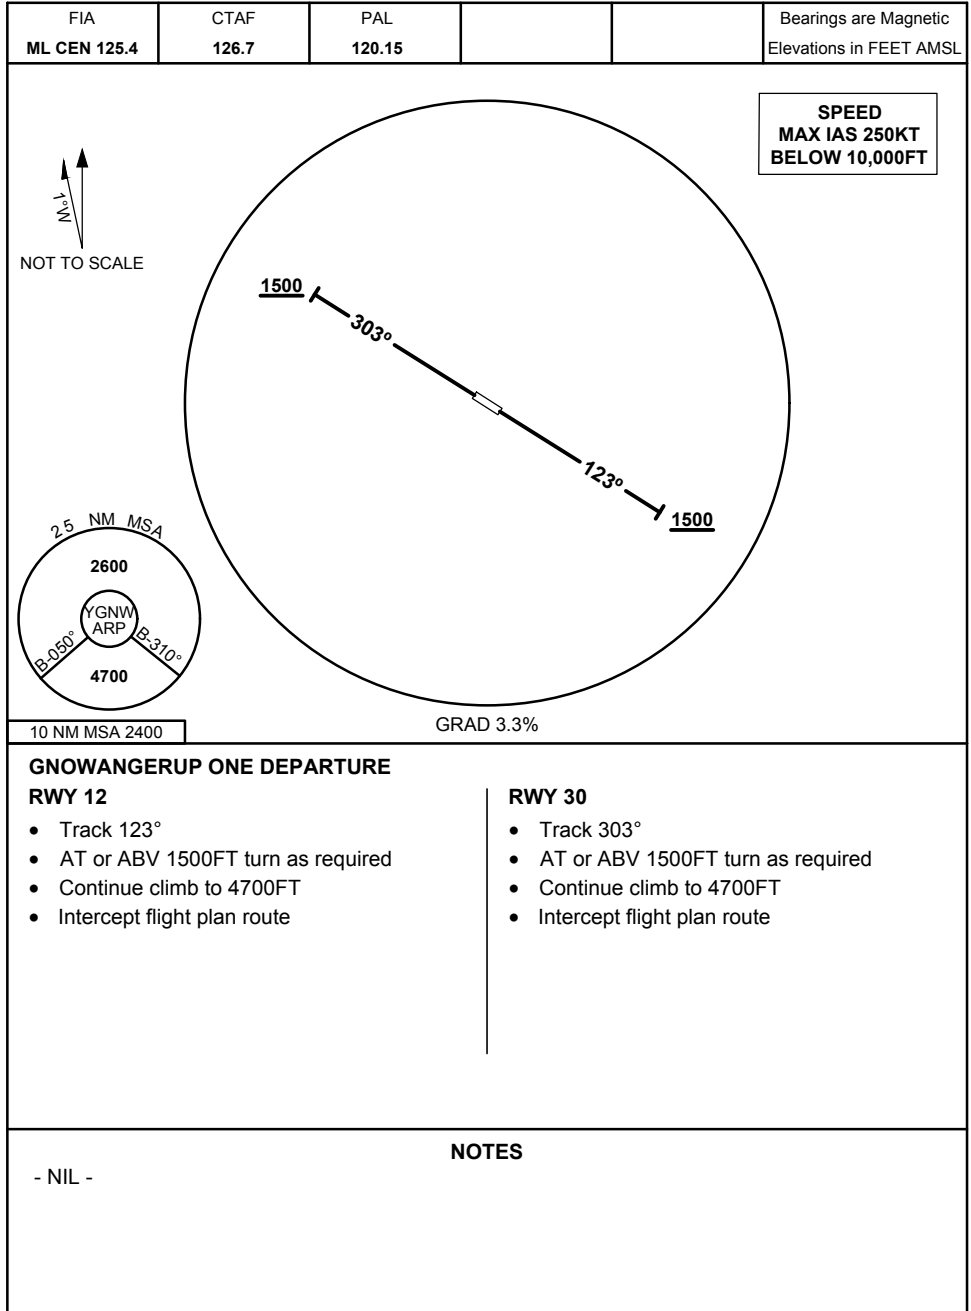 FIA
ML CEN 125.4
CTAF
126.7
PAL
120.15
Bearings are Magnetic
Elevations in FEET AMSL
SPEED
MAX IAS 250KT
BELOW 10,000FT
1°W
NOT TO SCALE
1500
303º
123º
1500
25 NM MSA
2600
YGNW
ARP
B-050°
B-310°
4700
10 NM MSA 2400
GRAD 3.3%
GNOWANGERUP ONE DEPARTURE
RWY 12
• Track 123°
• AT or ABV 1500FT turn as required
• Continue climb to 4700FT
• Intercept flight plan route
RWY 30
• Track 303°
• AT or ABV 1500FT turn as required
• Continue climb to 4700FT
• Intercept flight plan route
NOTES
- NIL -